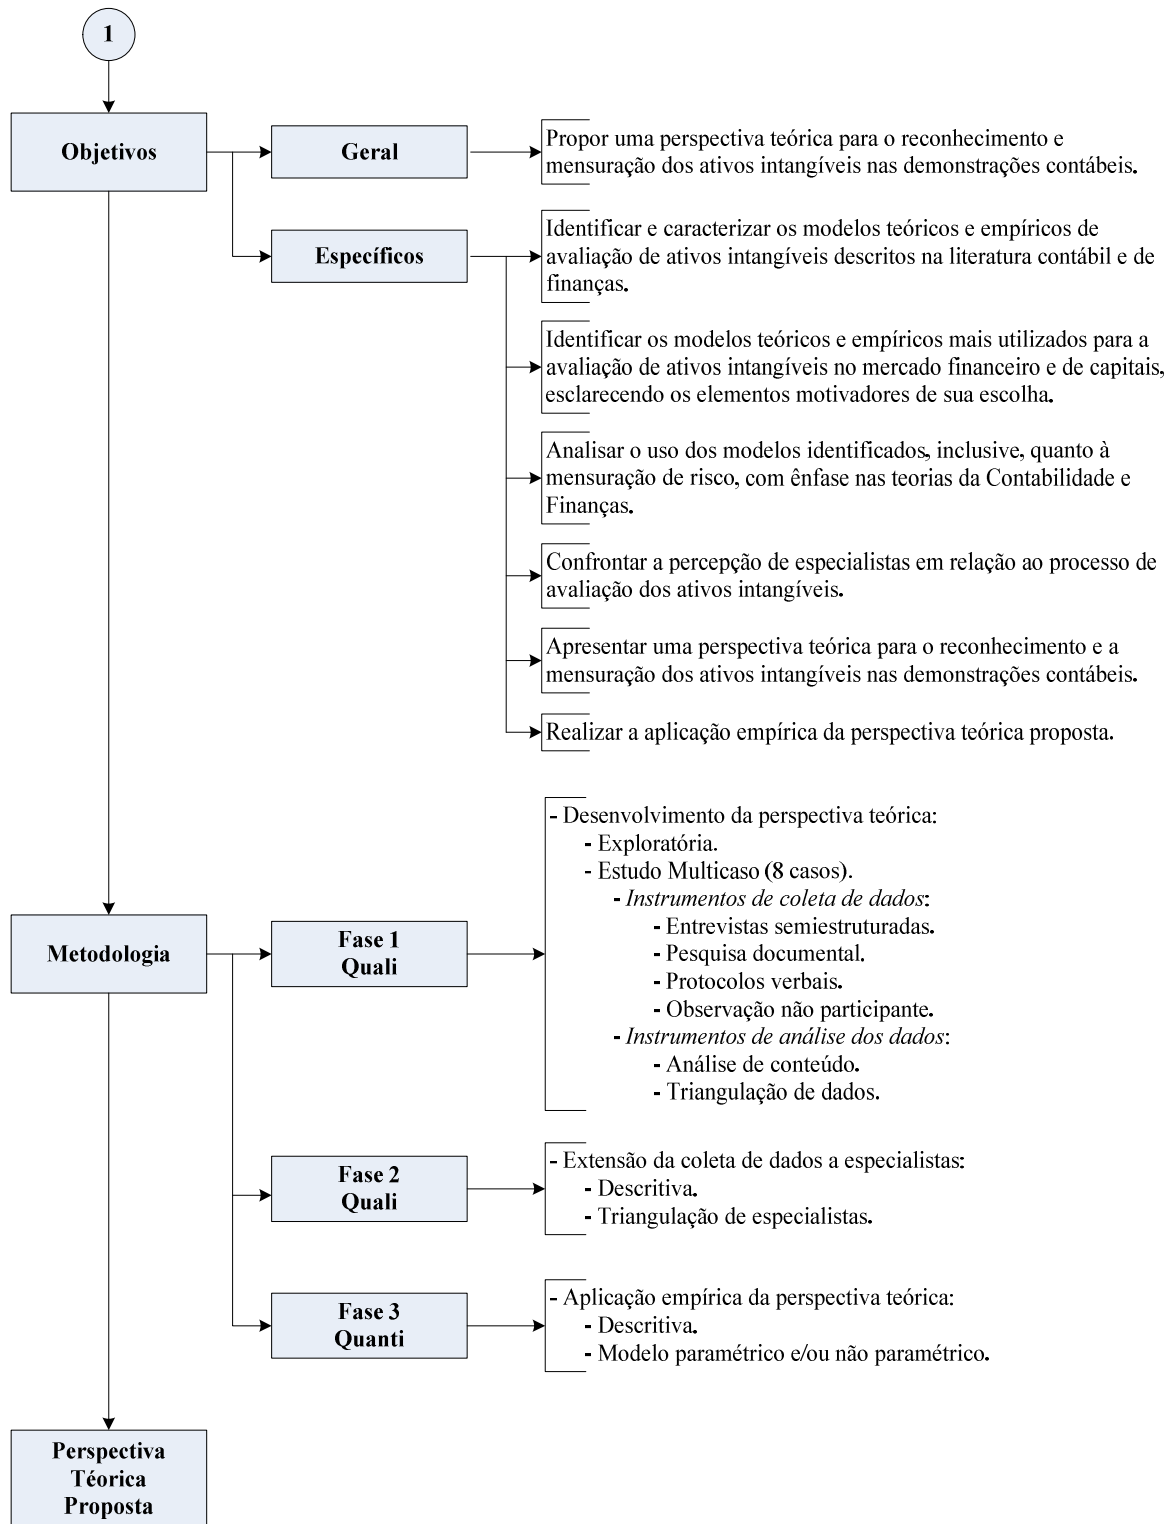 1
Objetivos
Geral
Propor uma perspectiva teórica para o reconhecimento e
mensuração dos ativos intangíveis nas demonstrações contábeis.
Específicos
Identificar e caracterizar os modelos teóricos e empíricos de
avaliação de ativos intangíveis descritos na literatura contábil e de
finanças.
Identificar os modelos teóricos e empíricos mais utilizados para a
avaliação de ativos intangíveis no mercado financeiro e de capitais,
esclarecendo os elementos motivadores de sua escolha.
Analisar o uso dos modelos identificados, inclusive, quanto à
mensuração de risco, com ênfase nas teorias da Contabilidade e
Finanças.
Confrontar a percepção de especialistas em relação ao processo de
avaliação dos ativos intangíveis.
Apresentar uma perspectiva teórica para o reconhecimento e a
mensuração dos ativos intangíveis nas demonstrações contábeis.
Realizar a aplicação empírica da perspectiva teórica proposta.
Metodologia
Fase 1
Quali
- Desenvolvimento da perspectiva teórica:
- Exploratória.
- Estudo Multicaso (8 casos).
- Instrumentos de coleta de dados:
- Entrevistas semiestruturadas.
- Pesquisa documental.
- Protocolos verbais.
- Observação não participante.
- Instrumentos de análise dos dados:
- Análise de conteúdo.
- Triangulação de dados.
Fase 2
Quali
- Extensão da coleta de dados a especialistas:
- Descritiva.
- Triangulação de especialistas.
Fase 3
Quanti
- Aplicação empírica da perspectiva teórica:
- Descritiva.
- Modelo paramétrico e/ou não paramétrico.
Perspectiva
Téorica
Proposta